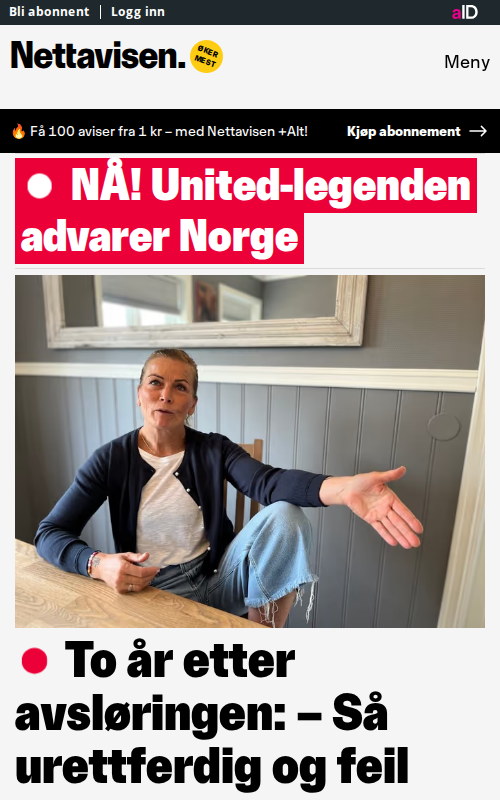 Bli abonnent | Logg inn
aID
Nettavisen.
ØKER
MEST
Meny
🔥 Få 100 aviser fra 1 kr – med Nettavisen +Alt!
Kjøp abonnement →
NÅ! United-legenden
advarer Norge
To år etter
avsløringen: – Så
urettferdig og feil